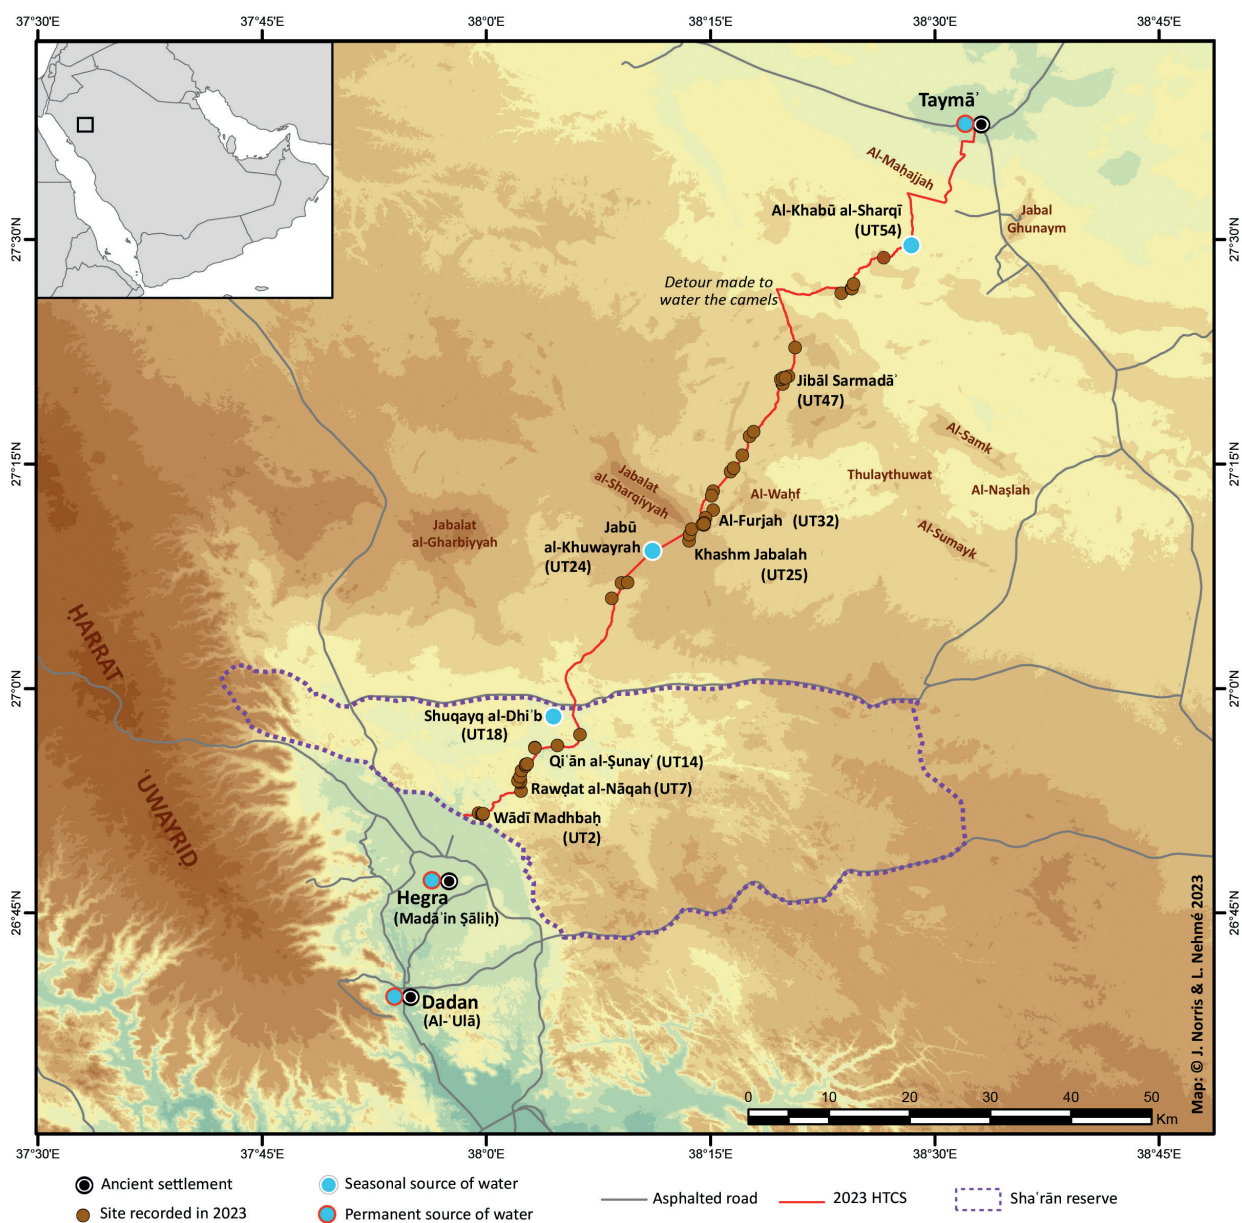 37°30'E
37°45'E
38°0'E
38°15'E
38°30'E
38°45'E
27°30'N
27°15'N
27°0'N
26°45'N
27°30'N
27°15'N
27°0'N
26°45'N
Taymāʾ
Al-Maḥajjah
Al-Khabū al-Sharqī
(UT54)
Jabal
Ghunaym
Detour made to
water the camels
Jibāl Sarmadāʾ
(UT47)
Al-Samk
Jabalat
al-Sharqiyyah
Thulaythuwat
Al-Waḥf
Al-Naṣlah
Jabalat
al-Gharbiyyah
Al-Furjah (UT32)
Al-Sumayk
Jabū
al-Khuwayrah
(UT24)
Khashm Jabalah
(UT25)
ḤARRAT
ʿUWAYRIḌ
Shuqayq al-Dhiʾb
(UT18)
Qiʿān al-Ṣunayʿ (UT14)
Rawḍat al-Nāqah (UT7)
Wādī Madhbaḥ
(UT2)
Hegra
(Madāʾin Ṣāliḥ)
Dadan
(Al-ʿUlā)
Map: © J. Norris & L. Nehmé 2023
0 10 20 30 40 50
Km
37°30'E
37°45'E
38°0'E
38°15'E
38°30'E
38°45'E
Ancient settlement
Seasonal source of water
Asphalted road
2023 HTCS
Shaʿrān reserve
Site recorded in 2023
Permanent source of water